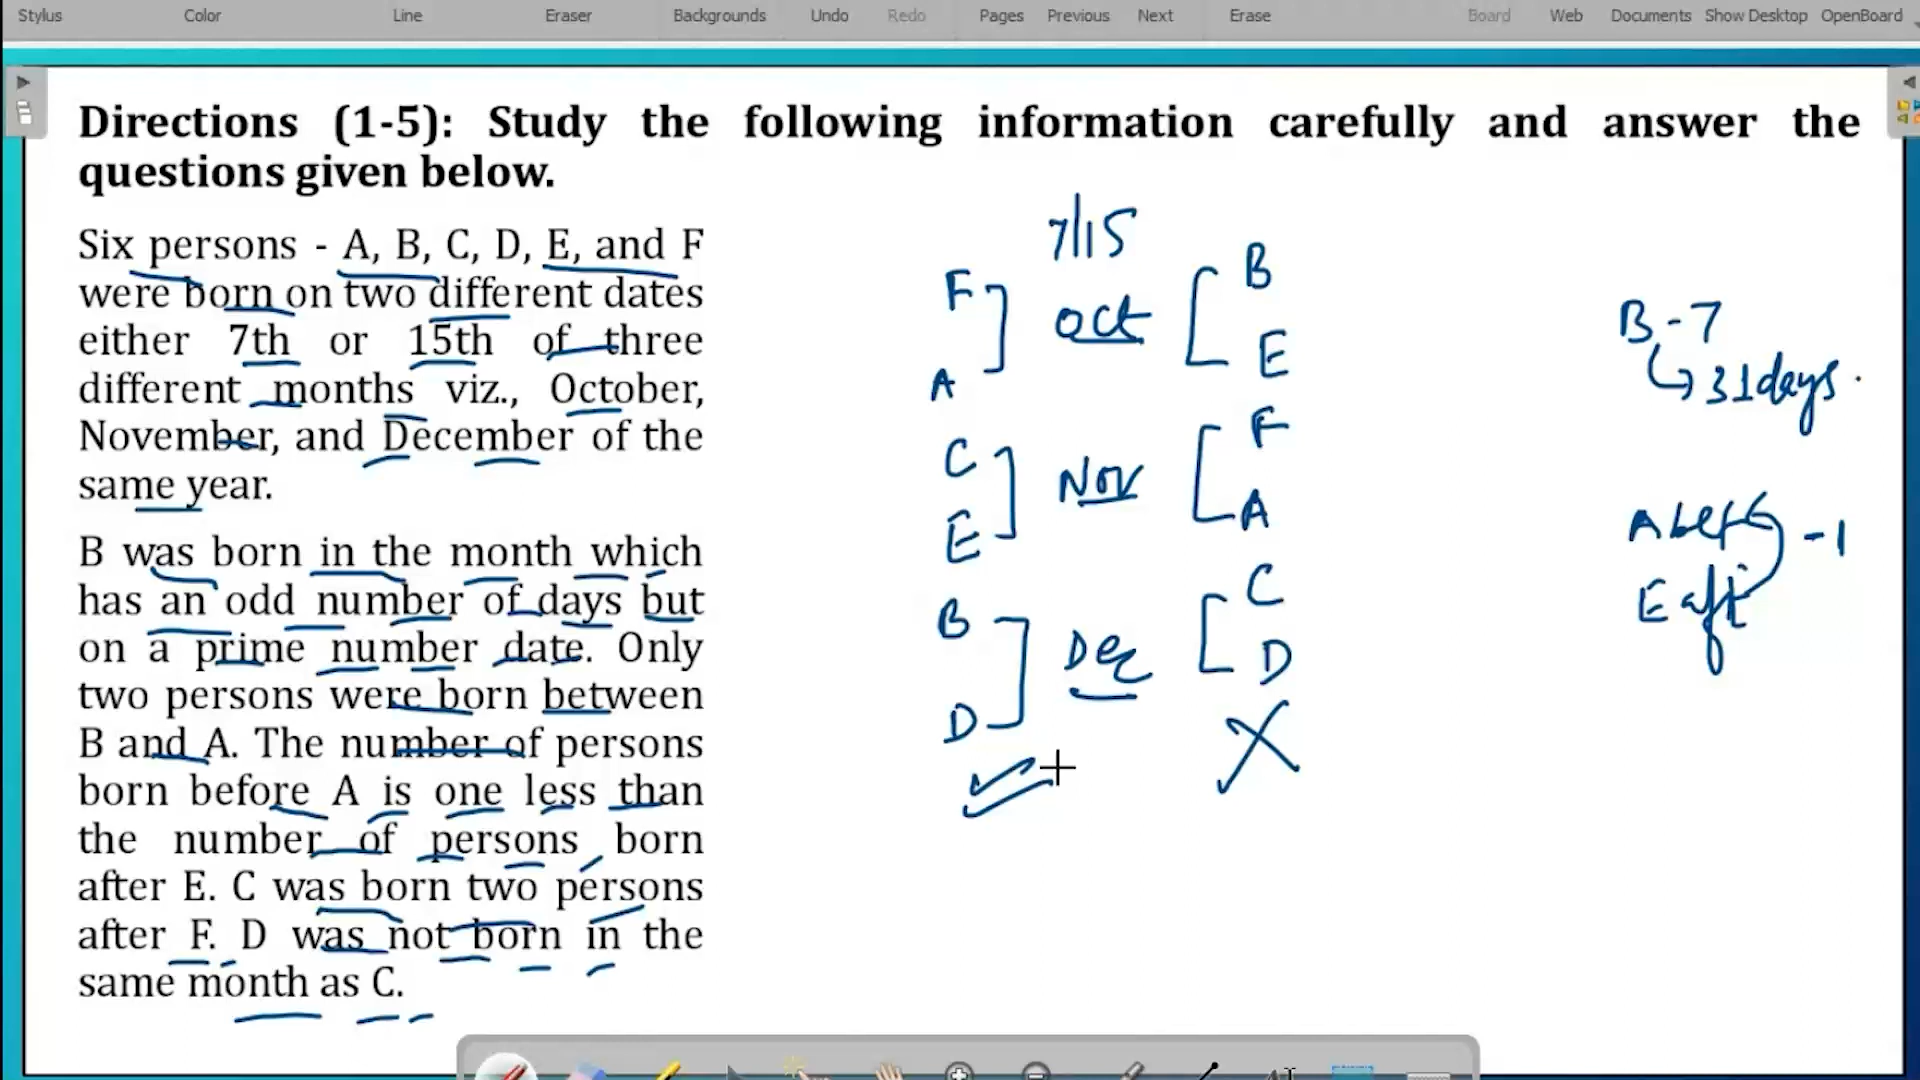 Stylus Color Line Eraser Backgrounds Undo Redo Pages Previous Next Erase Board Web Documents Show Desktop OpenBoard
Directions (1-5): Study the following information carefully and answer the
questions given below.
Six persons - A, B, C, D, E, and F
were born on two different dates
either 7th or 15th of three
different months viz., October,
November, and December of the
same year.
B was born in the month which
has an odd number of days but
on a prime number date. Only
two persons were born between
B and A. The number of persons
born before A is one less than
the number of persons born
after E. C was born two persons
after F. D was not born in the
same month as C.
7/15
F
A
Oct
B
E
C
E
Nov
F
A
B
D
Dec
C
D
B - 7
31 days.
A bef
E aft
-1